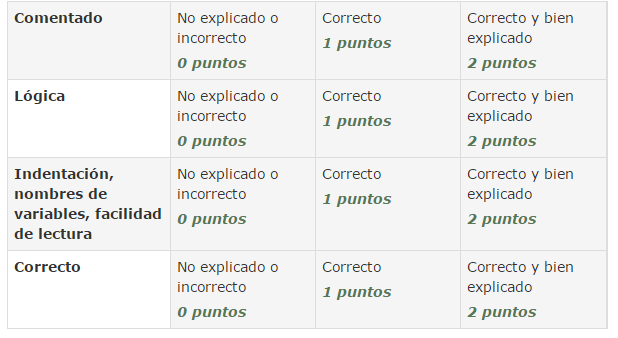 Comentado
No explicado o
incorrecto
0 puntos
Correcto
1 puntos
Correcto y bien
explicado
2 puntos
Lógica
No explicado o
incorrecto
0 puntos
Correcto
1 puntos
Correcto y bien
explicado
2 puntos
Indentación,
nombres de
variables, facilidad
de lectura
No explicado o
incorrecto
0 puntos
Correcto
1 puntos
Correcto y bien
explicado
2 puntos
Correcto
No explicado o
incorrecto
0 puntos
Correcto
1 puntos
Correcto y bien
explicado
2 puntos